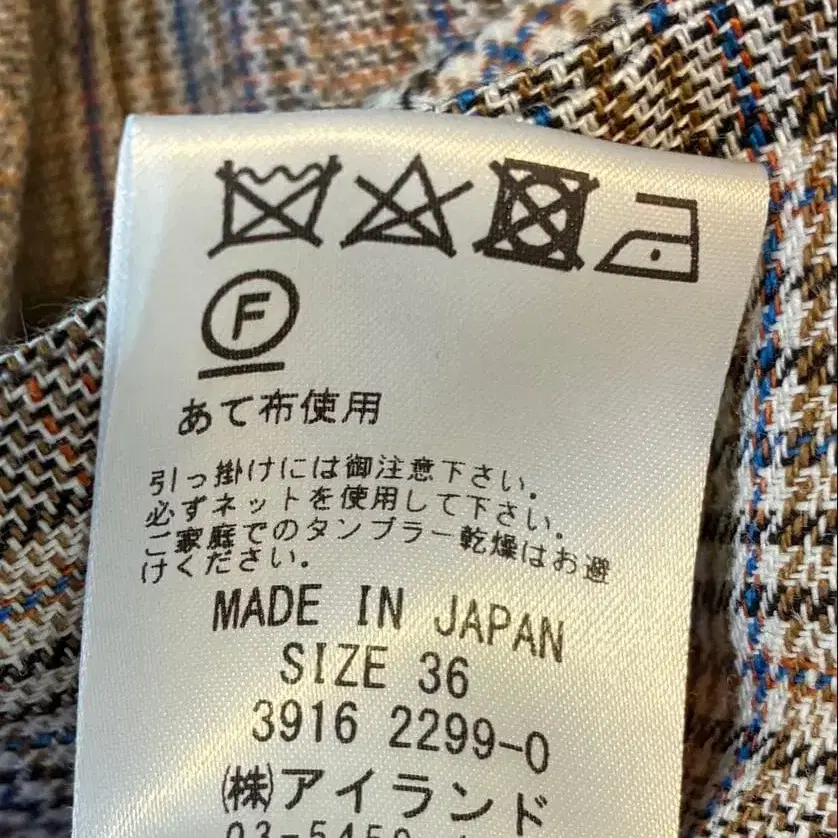 F
あて布使用
引っ掛けには御注意下さい。
必ずネットを使用して下さい。
ご家庭でのタンブラー乾燥はお避
けください。
MADE IN JAPAN
SIZE 36
3916 2299-0
㈱アイランド
03-5459